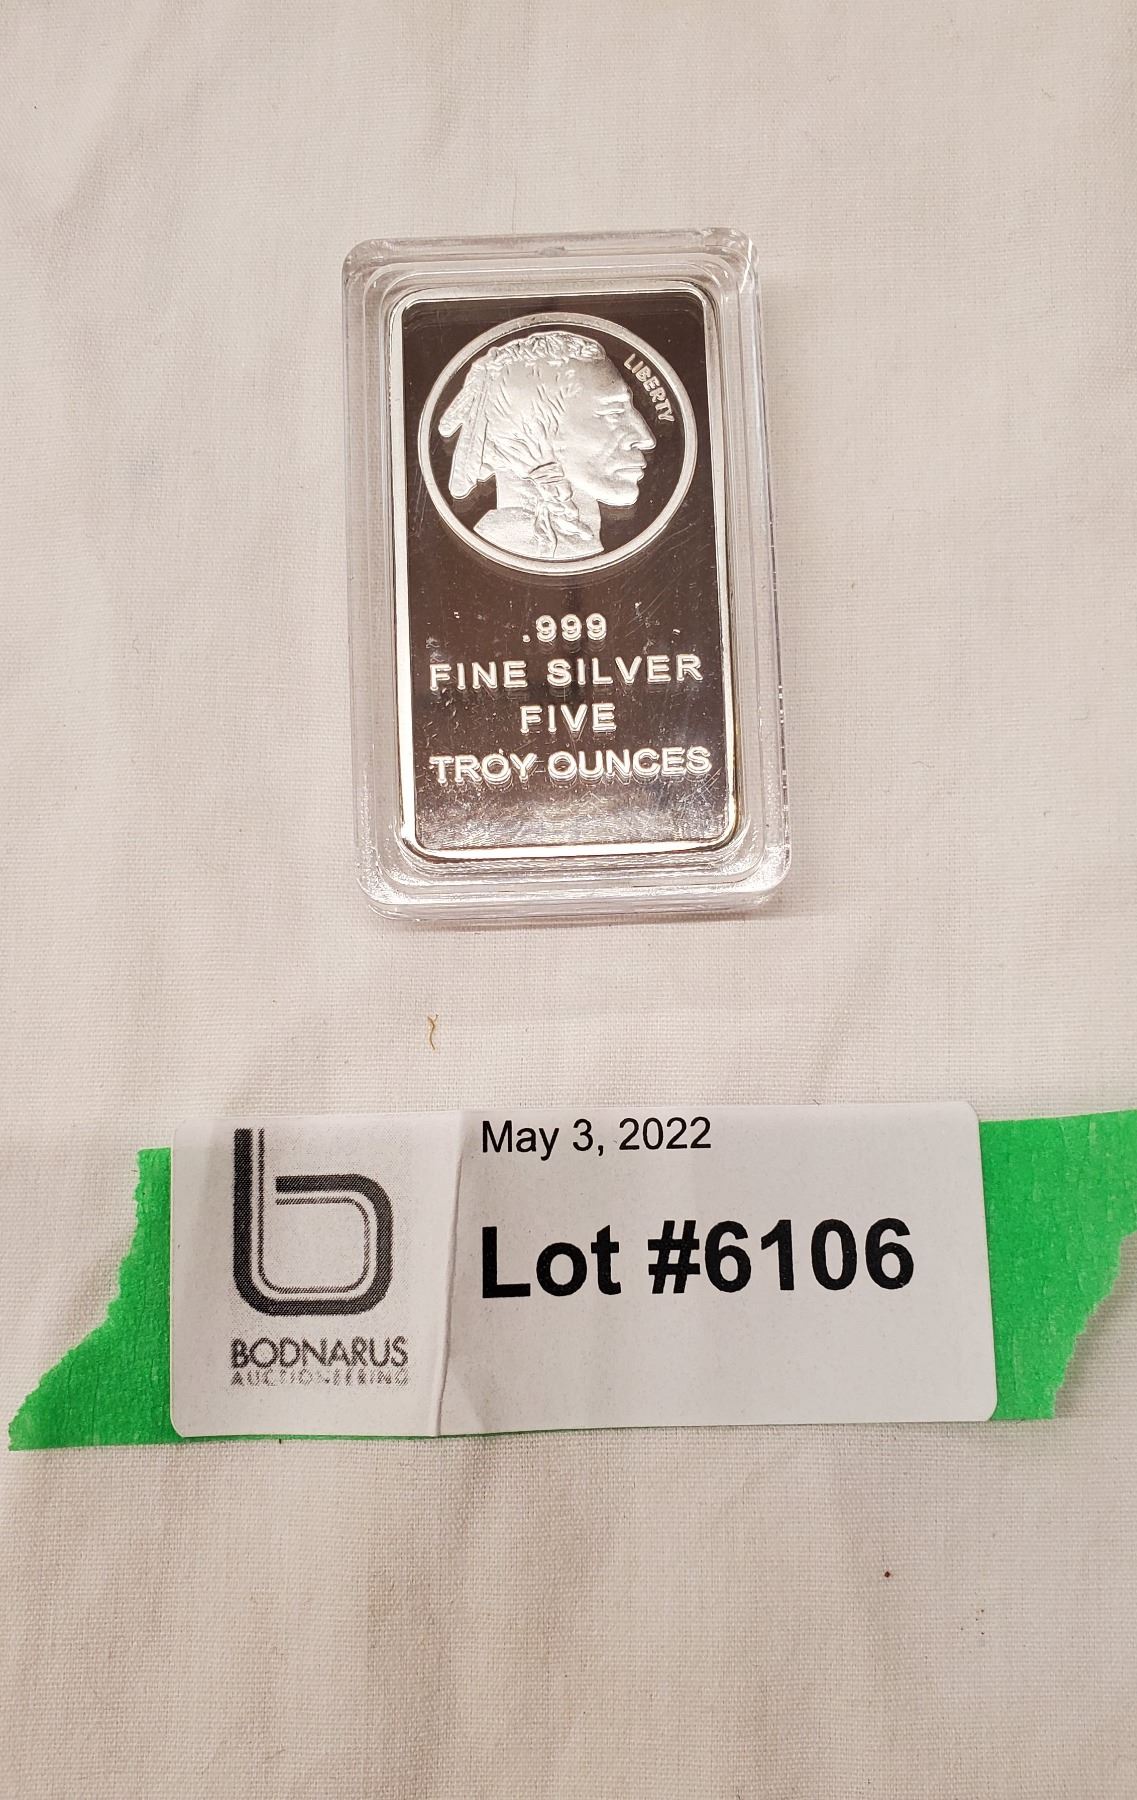 LIBERTY
.999
FINE SILVER
FIVE
TROY OUNCES
May 3, 2022
Lot #6106
BODNARUS
AUCTIONEERING